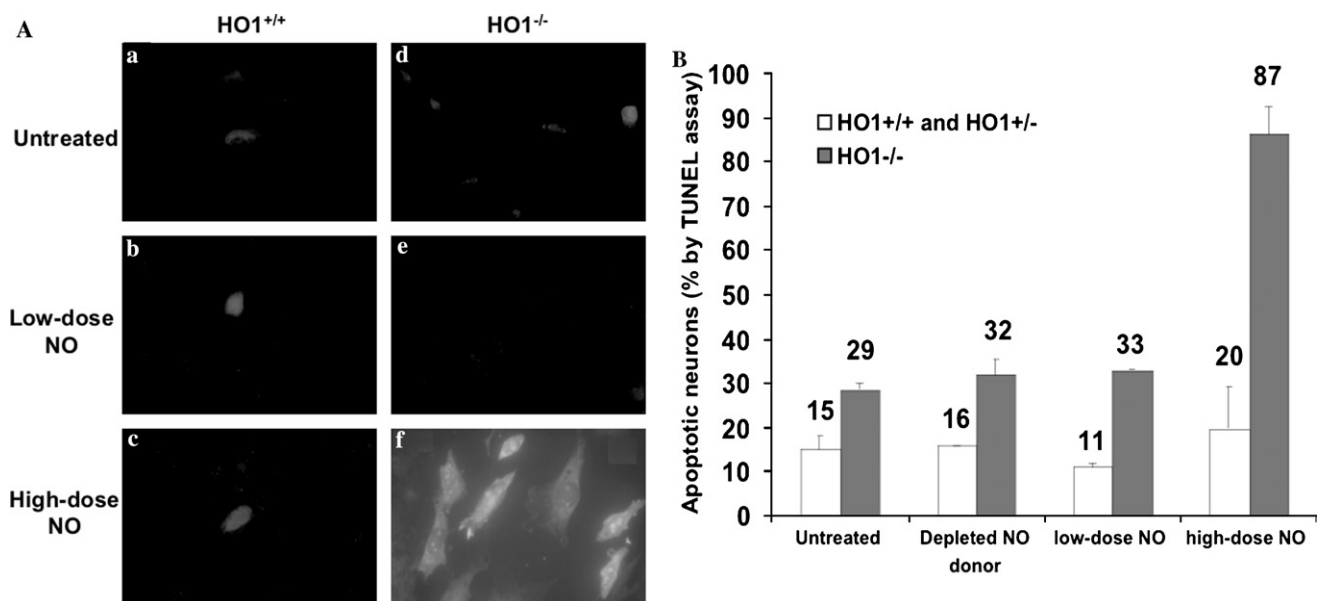 A
HO1+/+
HO1-/-
a
d
Untreated
b
e
Low-dose
NO
c
f
High-dose
NO
B
Apoptotic neurons (% by TUNEL assay)
100
90
80
70
60
50
40
30
20
10
0
HO1+/+ and HO1+/-
HO1-/-
15
29
16
32
11
33
20
87
Untreated
Depleted NO
donor
low-dose NO
high-dose NO